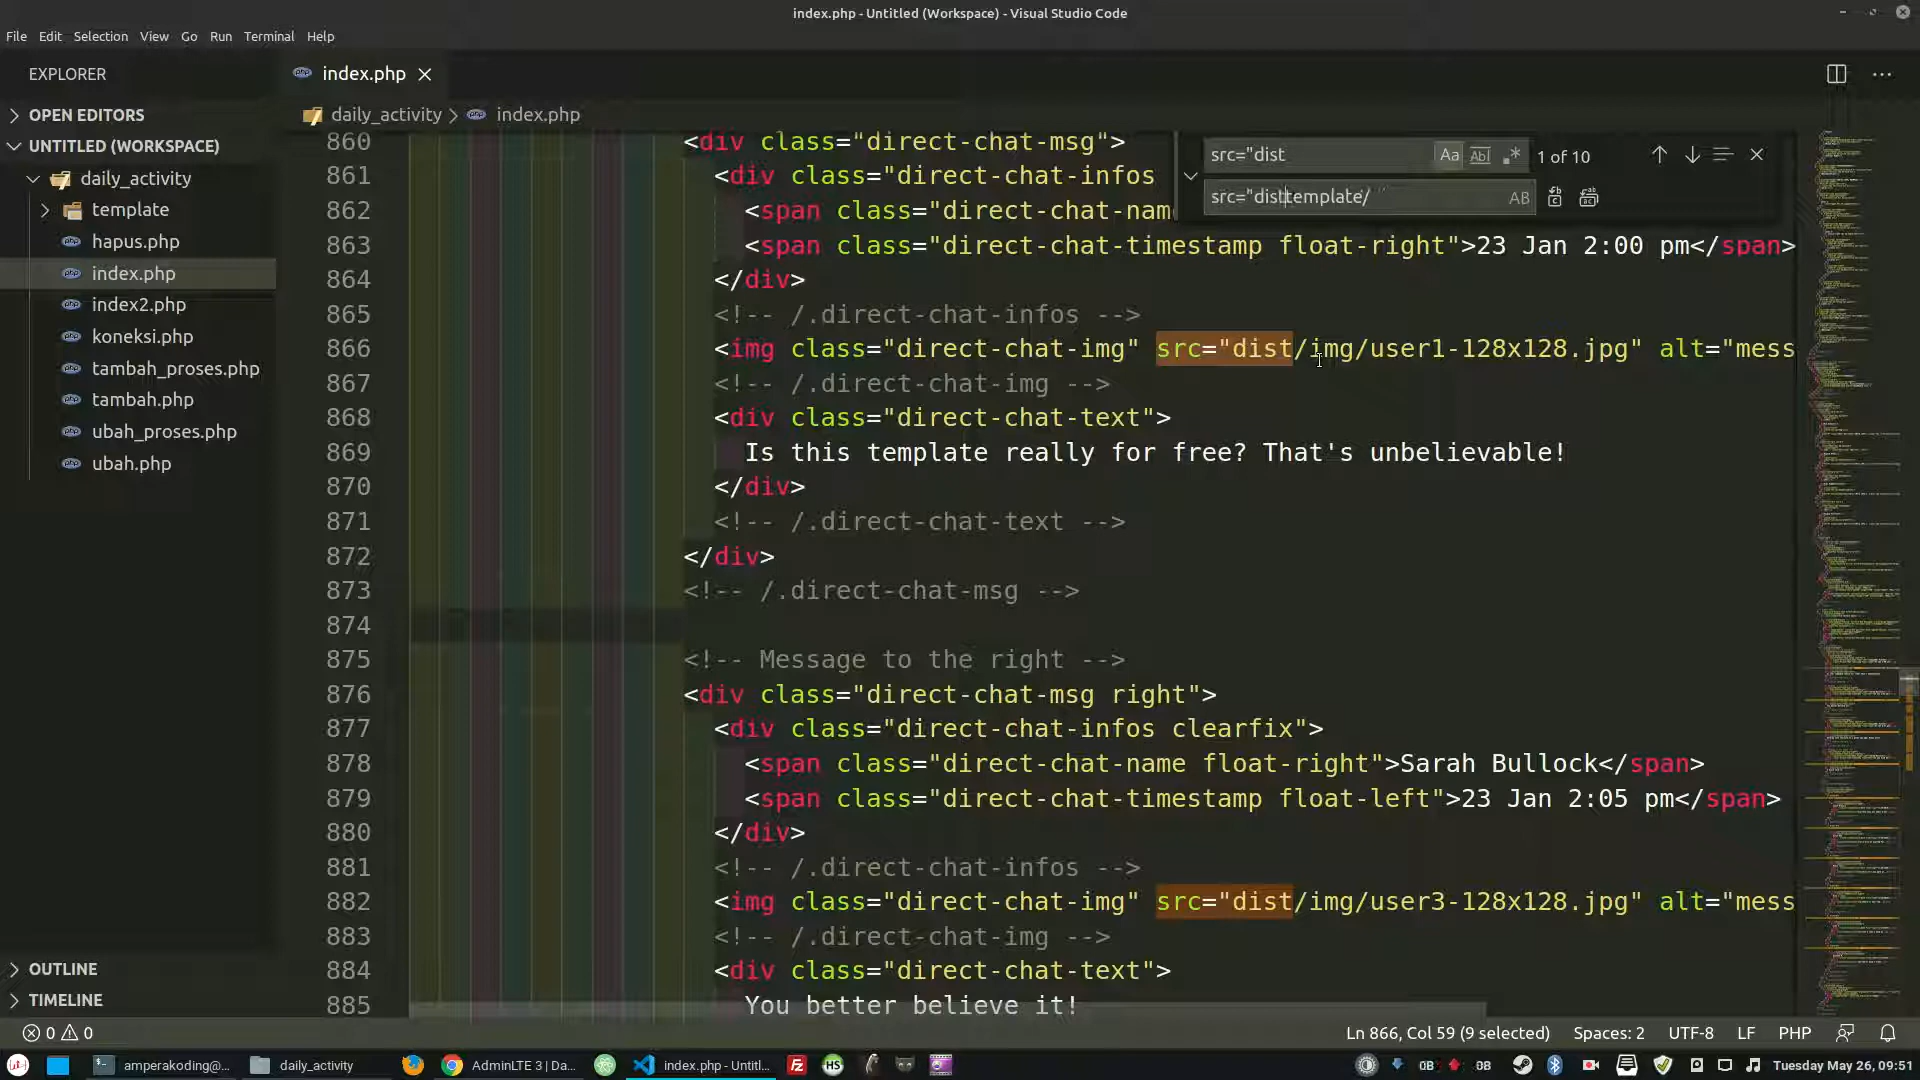 index.php - Untitled (Workspace) - Visual Studio Code
File Edit Selection View Go Run Terminal Help
EXPLORER
index.php
OPEN EDITORS
UNTITLED (WORKSPACE)
daily_activity
template
hapus.php
index.php
index2.php
koneksi.php
tambah_proses.php
tambah.php
ubah_proses.php
ubah.php
OUTLINE
TIMELINE
daily_activity > index.php
src="dist Aa Abl .* 1 of 10
src="disttemplate/ AB
860 <div class="direct-chat-msg">
861 <div class="direct-chat-infos
862 <span class="direct-chat-nam
863 <span class="direct-chat-timestamp float-right">23 Jan 2:00 pm</span>
864 </div>
865 <!-- /.direct-chat-infos -->
866 <img class="direct-chat-img" src="dist/img/user1-128x128.jpg" alt="mess
867 <!-- /.direct-chat-img -->
868 <div class="direct-chat-text">
869 Is this template really for free? That's unbelievable!
870 </div>
871 <!-- /.direct-chat-text -->
872 </div>
873 <!-- /.direct-chat-msg -->
874
875 <!-- Message to the right -->
876 <div class="direct-chat-msg right">
877 <div class="direct-chat-infos clearfix">
878 <span class="direct-chat-name float-right">Sarah Bullock</span>
879 <span class="direct-chat-timestamp float-left">23 Jan 2:05 pm</span>
880 </div>
881 <!-- /.direct-chat-infos -->
882 <img class="direct-chat-img" src="dist/img/user3-128x128.jpg" alt="mess
883 <!-- /.direct-chat-img -->
884 <div class="direct-chat-text">
885 You better believe it!
0 0 Ln 866, Col 59 (9 selected) Spaces: 2 UTF-8 LF PHP
amperakoding@... daily_activity AdminLTE 3 | Da... index.php - Untitl... HS 0B 0B Tuesday May 26, 09:51